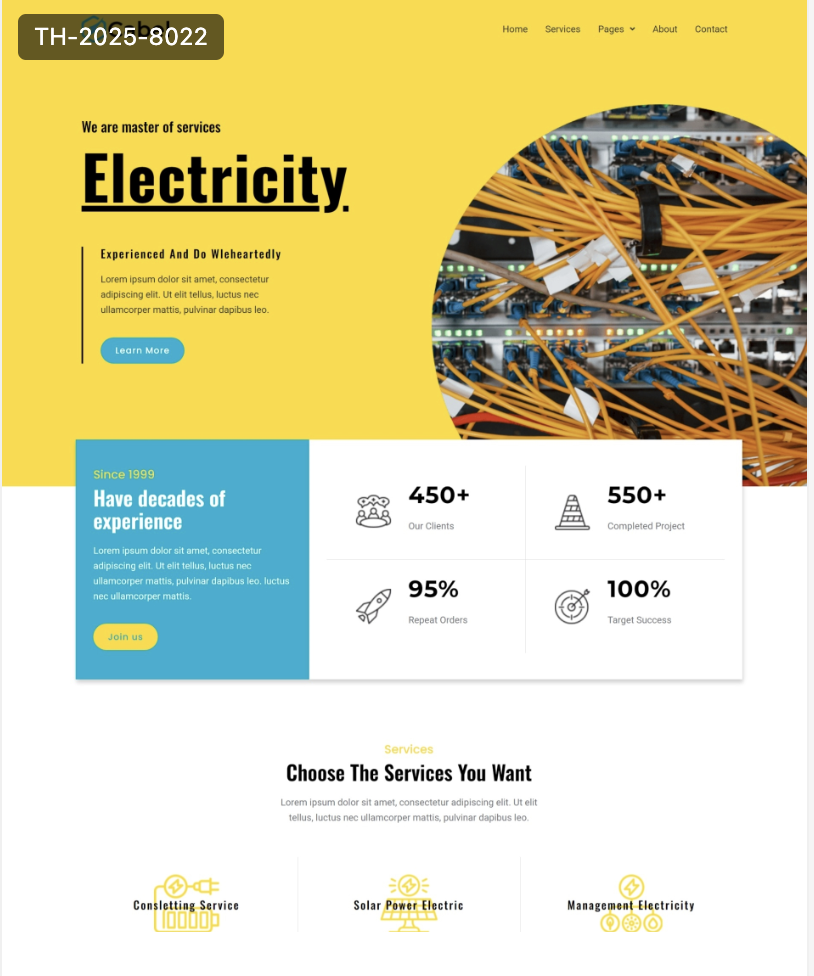 TH-2025-8022
Home Services Pages About Contact
We are master of services
Electricity
Experienced And Do Wleheartedly
Lorem ipsum dolor sit amet, consectetur
adipiscing elit. Ut elit tellus, luctus nec
ullamcorper mattis, pulvinar dapibus leo.
Learn More
Since 1999
Have decades of
experience
Lorem ipsum dolor sit amet, consectetur
adipiscing elit. Ut elit tellus, luctus nec
ullamcorper mattis, pulvinar dapibus leo. luctus
nec ullamcorper mattis.
Join us
450+
Our Clients
550+
Completed Project
95%
Repeat Orders
100%
Target Success
Services
Choose The Services You Want
Lorem ipsum dolor sit amet, consectetur adipiscing elit. Ut elit
tellus, luctus nec ullamcorper mattis, pulvinar dapibus leo.
Consletting Service
Solar Power Electric
Management Electricity